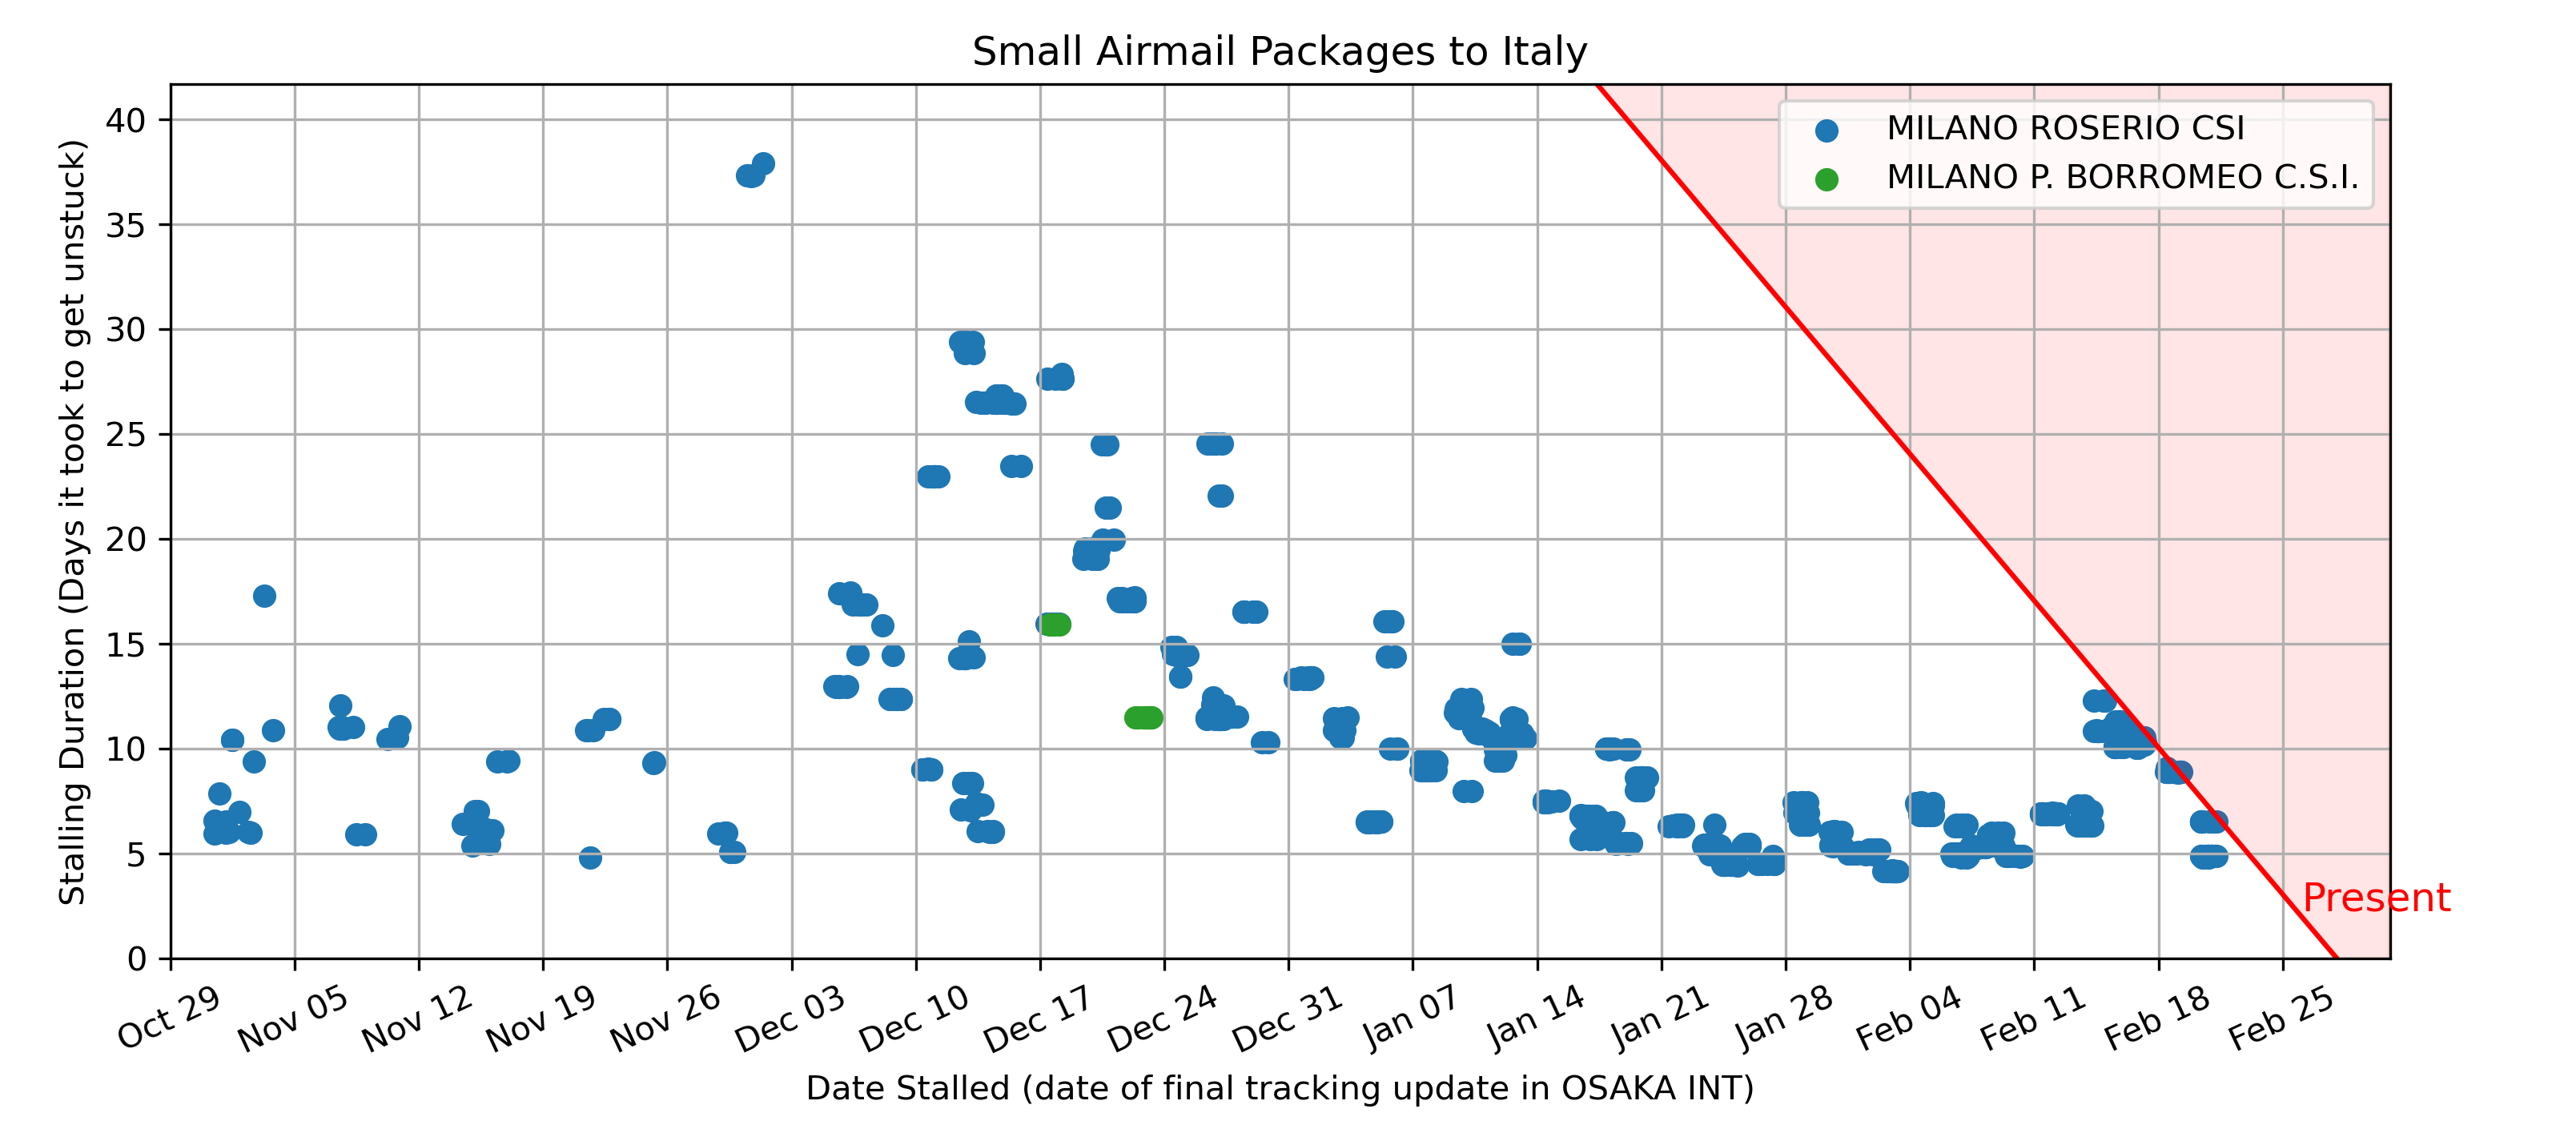 Small Airmail Packages to Italy
Stalling Duration (Days it took to get unstuck)
40
35
30
25
20
15
10
5
0
MILANO ROSERIO CSI
MILANO P. BORROMEO C.S.I.
Present
Oct 29
Nov 05
Nov 12
Nov 19
Nov 26
Dec 03
Dec 10
Dec 17
Dec 24
Dec 31
Jan 07
Jan 14
Jan 21
Jan 28
Feb 04
Feb 11
Feb 18
Feb 25
Date Stalled (date of final tracking update in OSAKA INT)